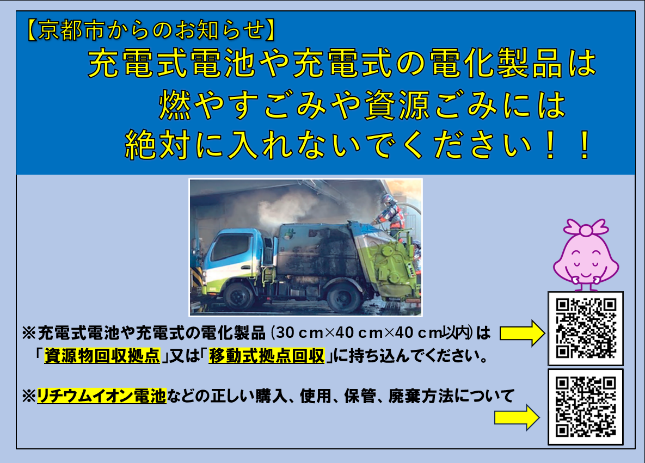 【京都市からのお知らせ】
充電式電池や充電式の電化製品は
燃やすごみや資源ごみには
絶対に入れないでください！！
※充電式電池や充電式の電化製品（30ｃｍ×40ｃｍ×40ｃｍ以内）は
「資源物回収拠点」又は「移動式拠点回収」に持ち込んでください。
※リチウムイオン電池などの正しい購入、使用、保管、廃棄方法について